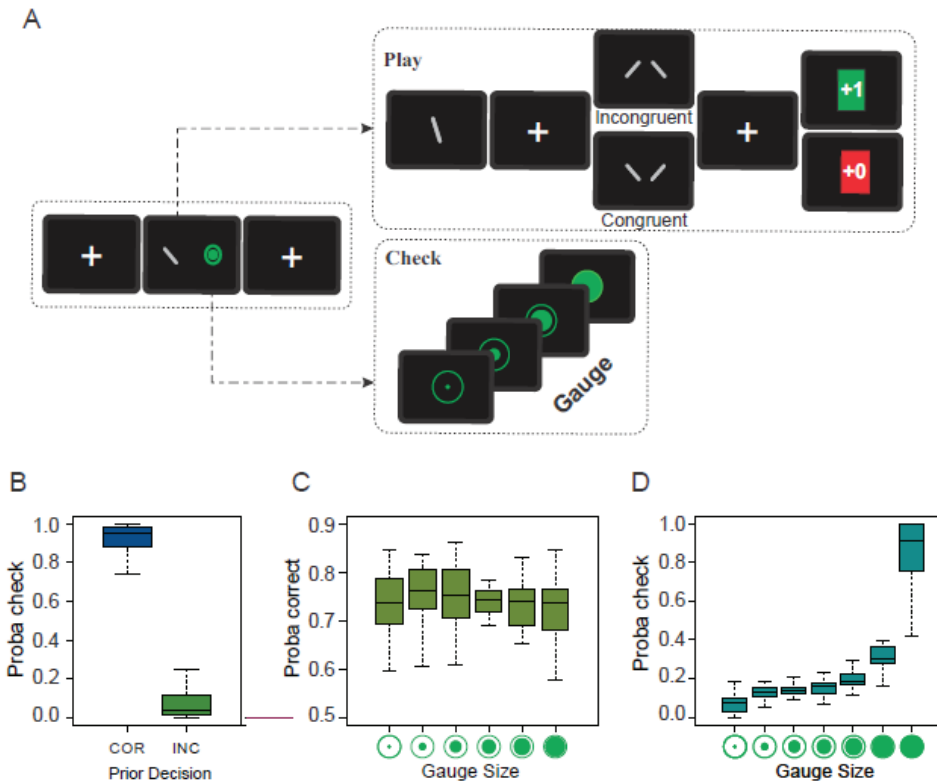 A
Play
Incongruent
Congruent
+
+
+1
+0
+
+
Check
Gauge
B
Proba check
1.0
0.8
0.6
0.4
0.2
0.0
COR INC
Prior Decision
C
Proba correct
0.9
0.8
0.7
0.6
0.5
Gauge Size
D
Proba check
1.0
0.8
0.6
0.4
0.2
0.0
Gauge Size